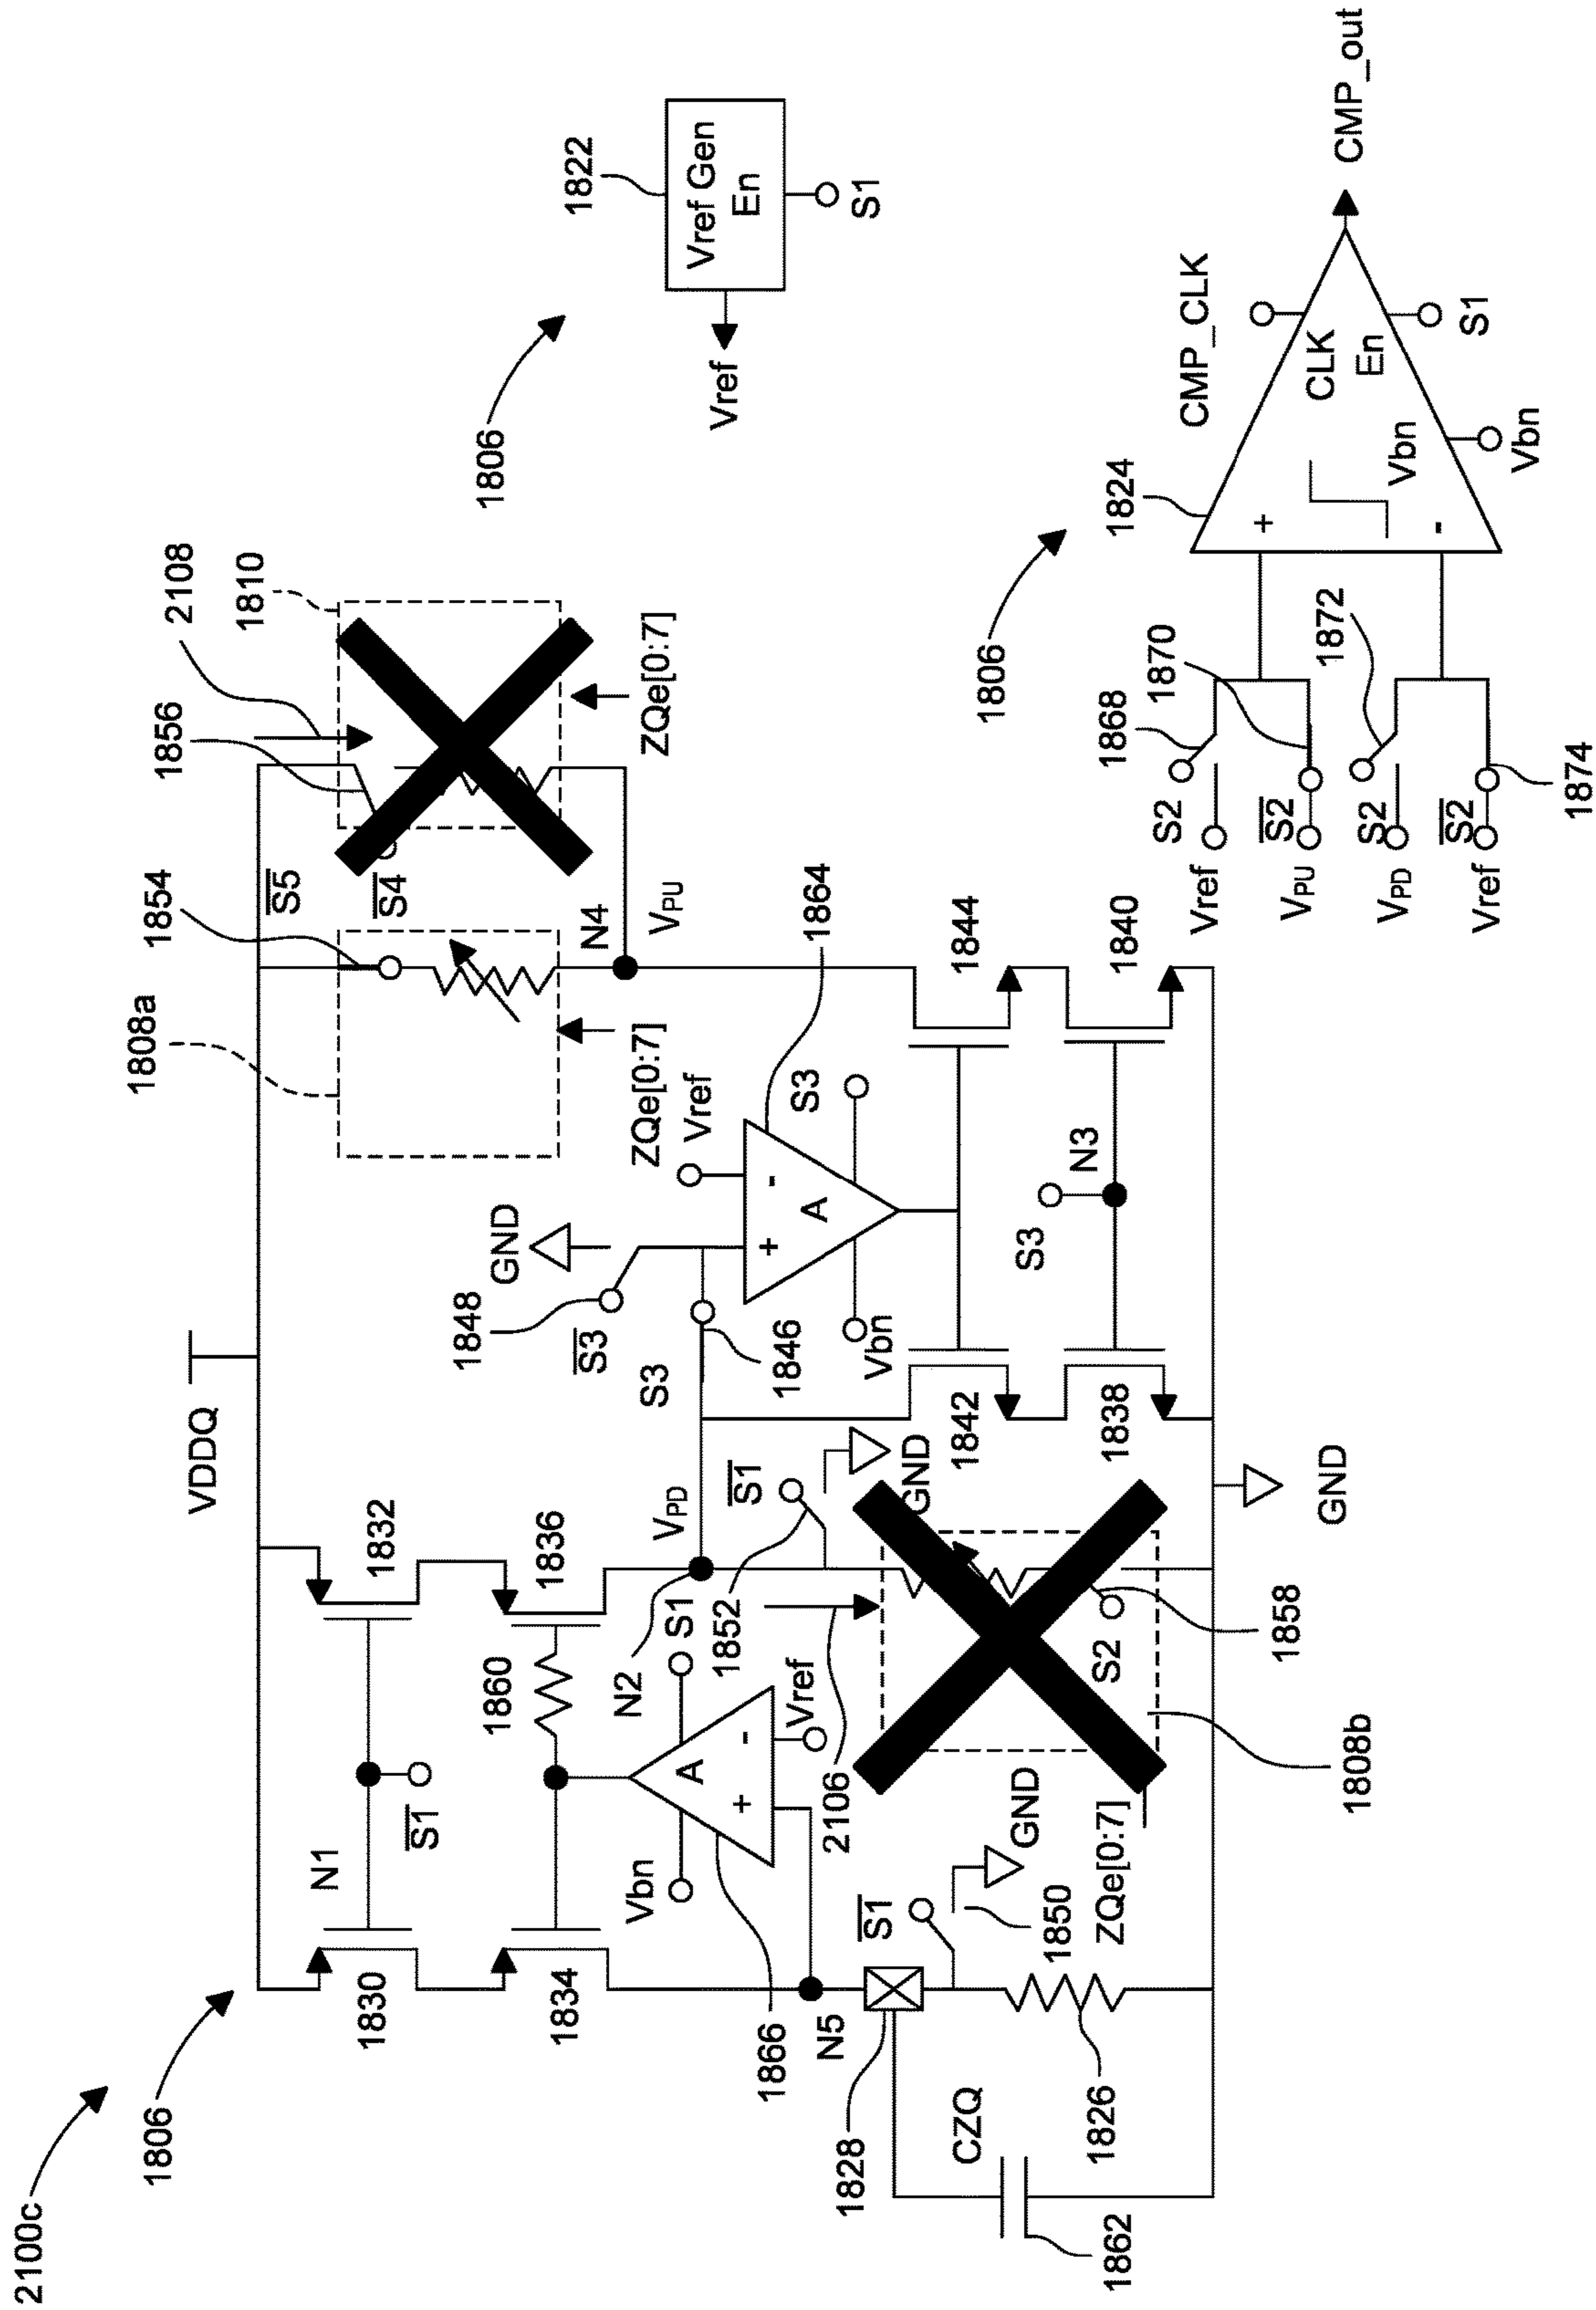 2100c
1806
VDDQ
N1
S1
1830
1832
1834
1836
1860
Vbn
A
S1
+
-
Vref
1866
N5
N2
VPD
1852
S1
GND
2106
1828
CZQ
1862
1826
S1
1850
GND
ZQe[0:7]
S2
1858
1808b
GND
S3
1846
1848
S3
GND
Vref
+
-
A
Vbn
S3
1864
1842
1838
S3
N3
1844
1840
1808a
1854
S5
S4
1856
2108
1810
ZQe[0:7]
ZQe[0:7]
N4
VPU
1806
1822
Vref Gen
En
S1
Vref
1806
1824
CMP_CLK
CLK
En
S1
Vbn
Vbn
+
-
CMP_out
1868
S2
Vref
1870
S2
VPU
1872
S2
VPD
S2
Vref
1874